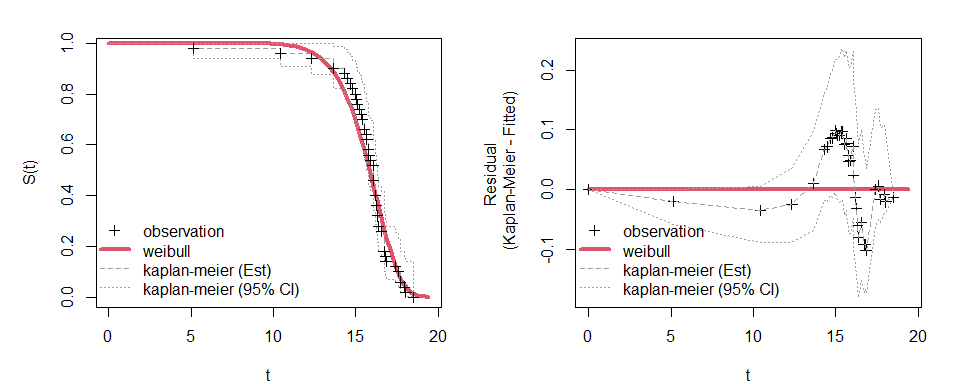 S(t)
1.0
0.8
0.6
0.4
0.2
0.0
observation
weibull
kaplan-meier (Est)
kaplan-meier (95% CI)
0 5 10 15 20
t
Residual
(Kaplan-Meier - Fitted)
0.2
0.1
0.0
-0.1
observation
weibull
kaplan-meier (Est)
kaplan-meier (95% CI)
0 5 10 15 20
t